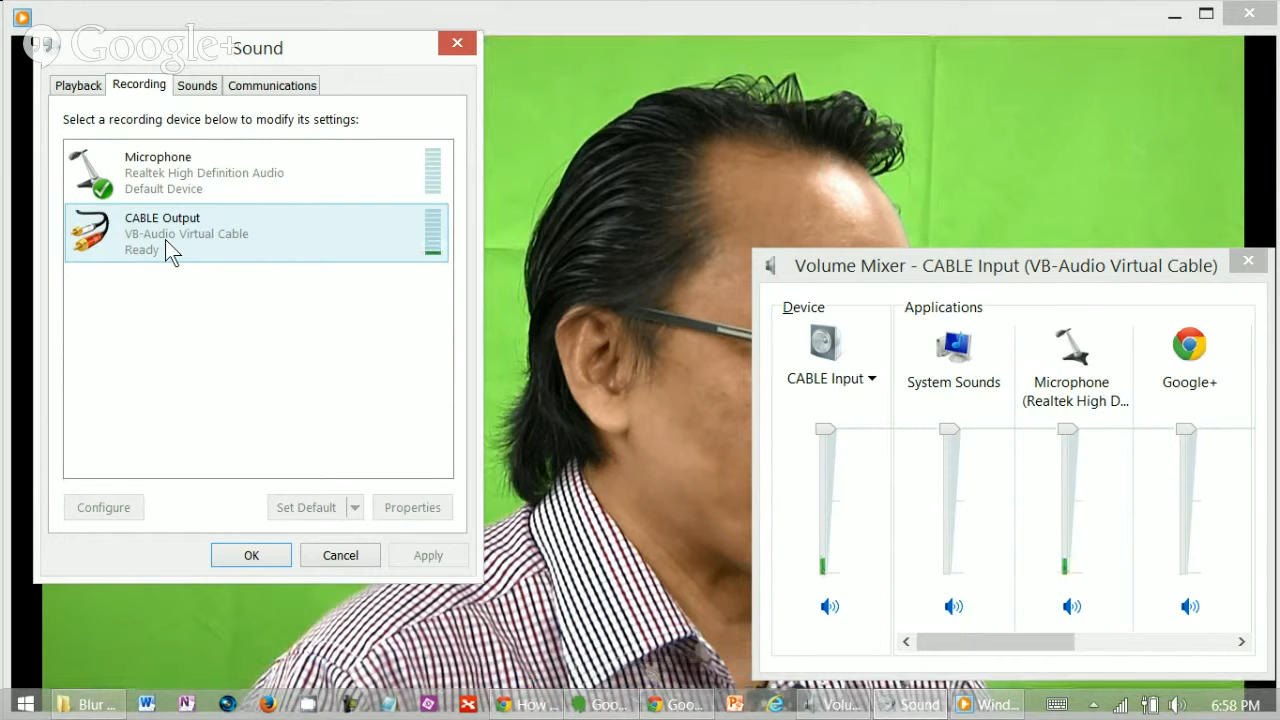 Google+
Sound
Playback
Recording
Sounds
Communications
Select a recording device below to modify its settings:
Microphone
Realtek High Definition Audio
Default Device
CABLE Output
VB-Audio Virtual Cable
Ready
Configure
Set Default
Properties
OK
Cancel
Apply
Volume Mixer - CABLE Input (VB-Audio Virtual Cable)
Device
Applications
CABLE Input
System Sounds
Microphone
(Realtek High D...
Google+
Blur ...
How ...
Goo...
Goo...
Volu...
Sound
Wind...
6:58 PM